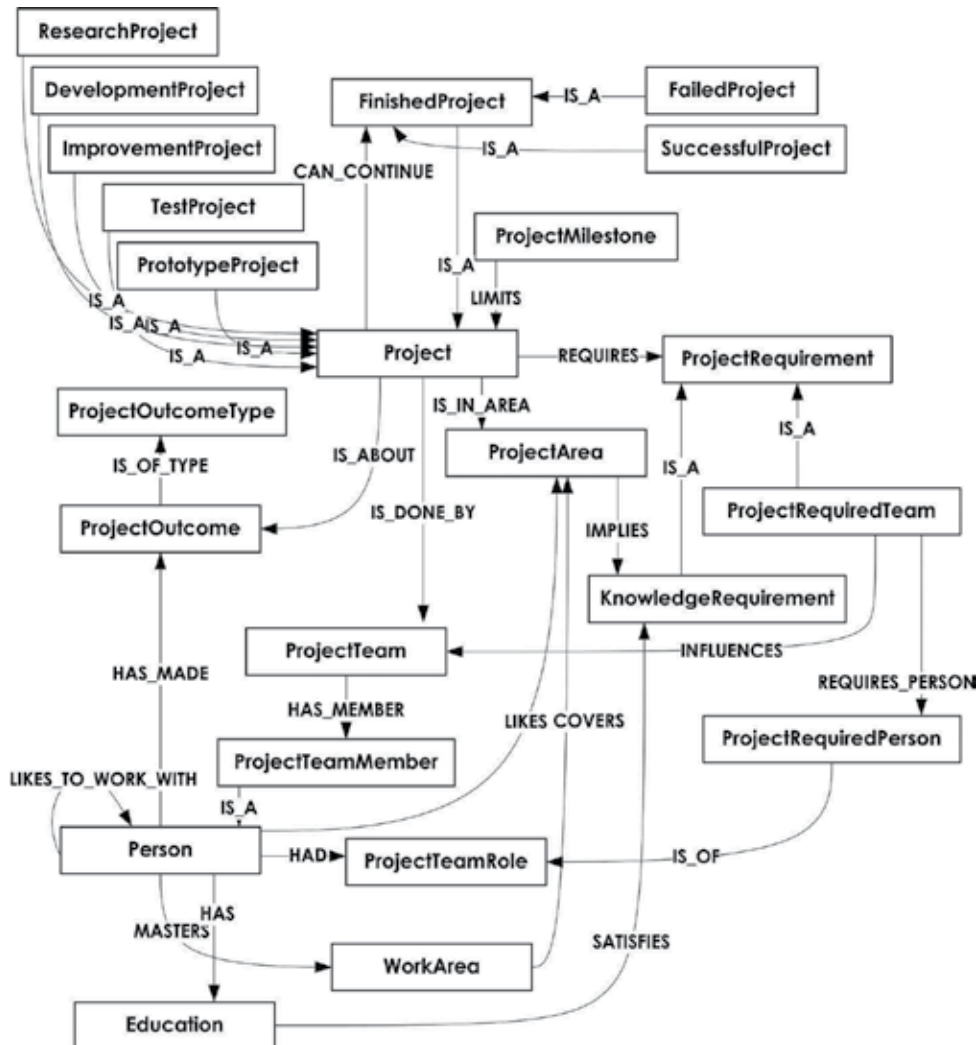 ResearchProject
DevelopmentProject
FinishedProject
IS_A
FailedProject
ImprovementProject
IS_A
SuccessfulProject
CAN_CONTINUE
TestProject
ProjectMilestone
PrototypeProject
IS_A
LIMITS
IS_A
IS_A
IS_A
IS_A
IS_A
Project
REQUIRES
ProjectRequirement
ProjectOutcomeType
IS_IN_AREA
IS_A
IS_ABOUT
ProjectArea
IS_OF_TYPE
IS_A
ProjectOutcome
IS_DONE_BY
ProjectRequiredTeam
IMPLIES
KnowledgeRequirement
ProjectTeam
INFLUENCES
HAS_MADE
REQUIRES_PERSON
HAS_MEMBER
LIKES
COVERS
ProjectRequiredPerson
ProjectTeamMember
LIKES_TO_WORK_WITH
IS_A
Person
HAD
ProjectTeamRole
IS_OF
HAS
MASTERS
SATISFIES
WorkArea
Education